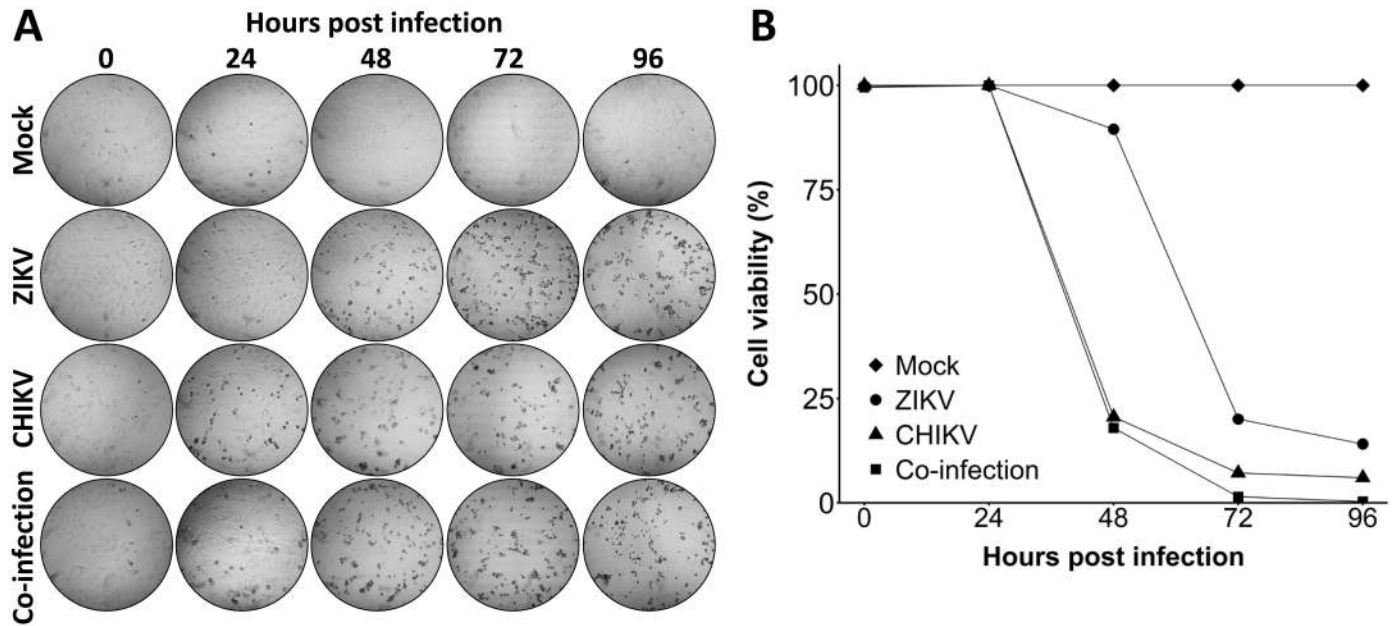 A
Hours post infection
0 24 48 72 96
Mock
ZIKV
CHIKV
Co-infection
B
Cell viability (%)
100
75
50
25
0
Mock
ZIKV
CHIKV
Co-infection
0 24 48 72 96
Hours post infection